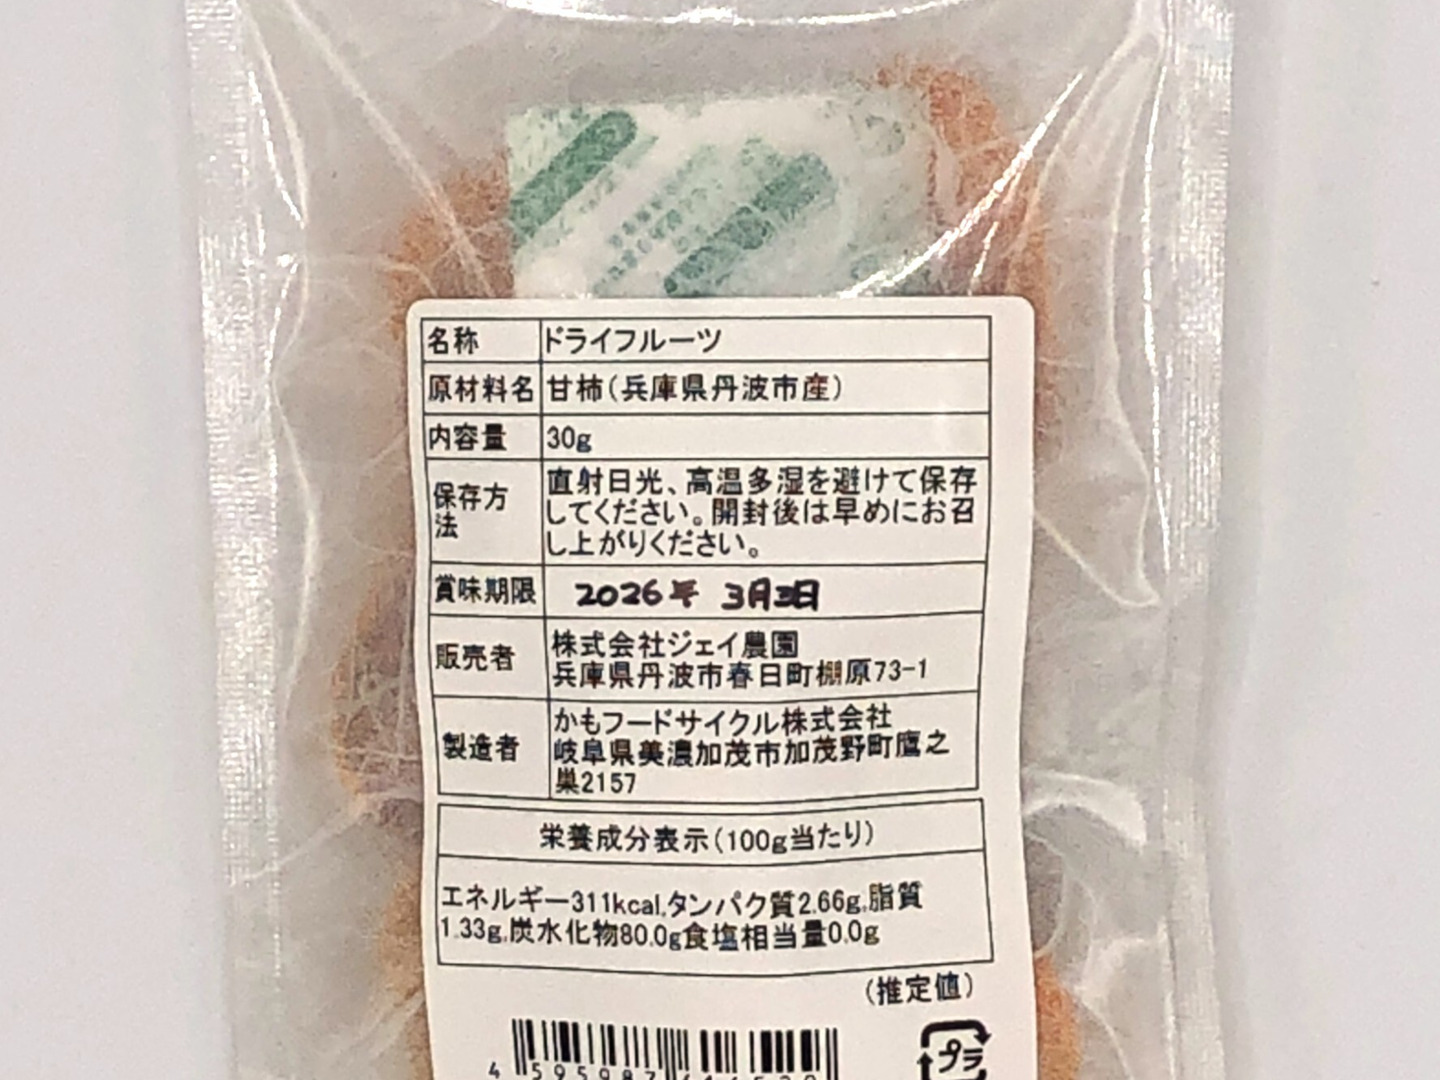 名称 ドライフルーツ
原材料名 甘柿(兵庫県丹波市産)
内容量 30g
保存方法 直射日光、高温多湿を避けて保存
してください。開封後は早めにお召
し上がりください。
賞味期限 2026年 3月3日
販売者 株式会社ジェイ農園
兵庫県丹波市春日町棚原73-1
製造者 かもフードサイクル株式会社
岐阜県美濃加茂市加茂野町鷹之
巣2157
栄養成分表示(100g当たり)
エネルギー311kcal,タンパク質2.66g,脂質
1.33g,炭水化物80.0g食塩相当量0.0g
(推定値)
プラ